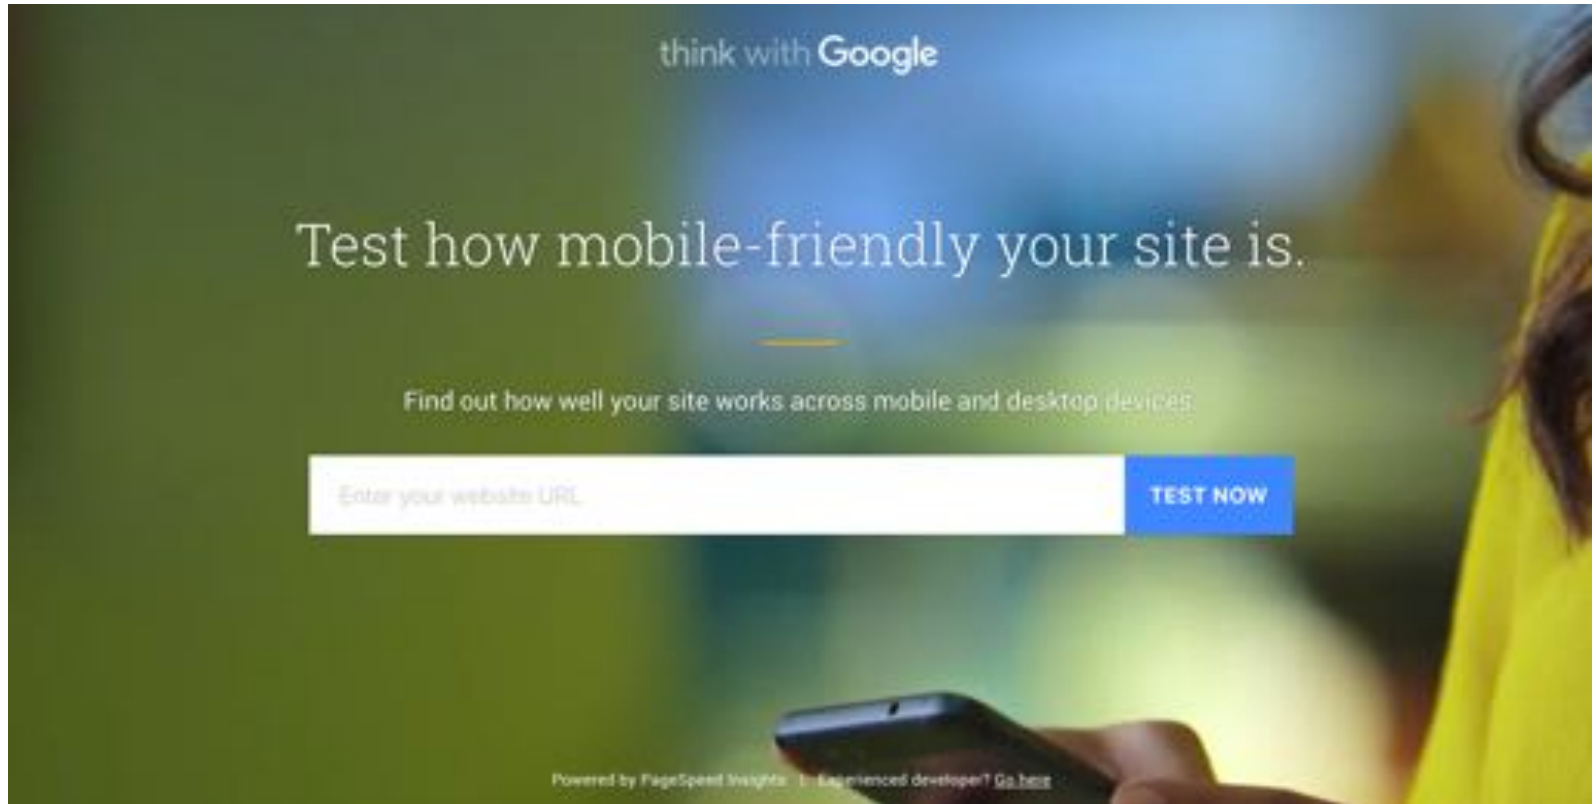 think with Google
Test how mobile-friendly your site is.
Find out how well your site works across mobile and desktop devices.
Enter your website URL
TEST NOW
Powered by PageSpeed Insights | Experienced developer? Go here